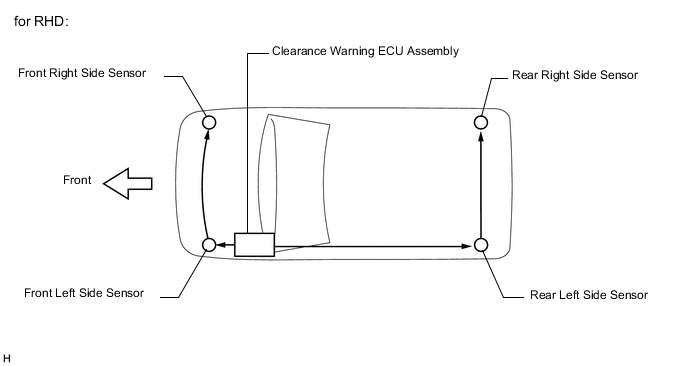 for RHD:
Clearance Warning ECU Assembly
Front Right Side Sensor
Rear Right Side Sensor
Front
Front Left Side Sensor
Rear Left Side Sensor
H